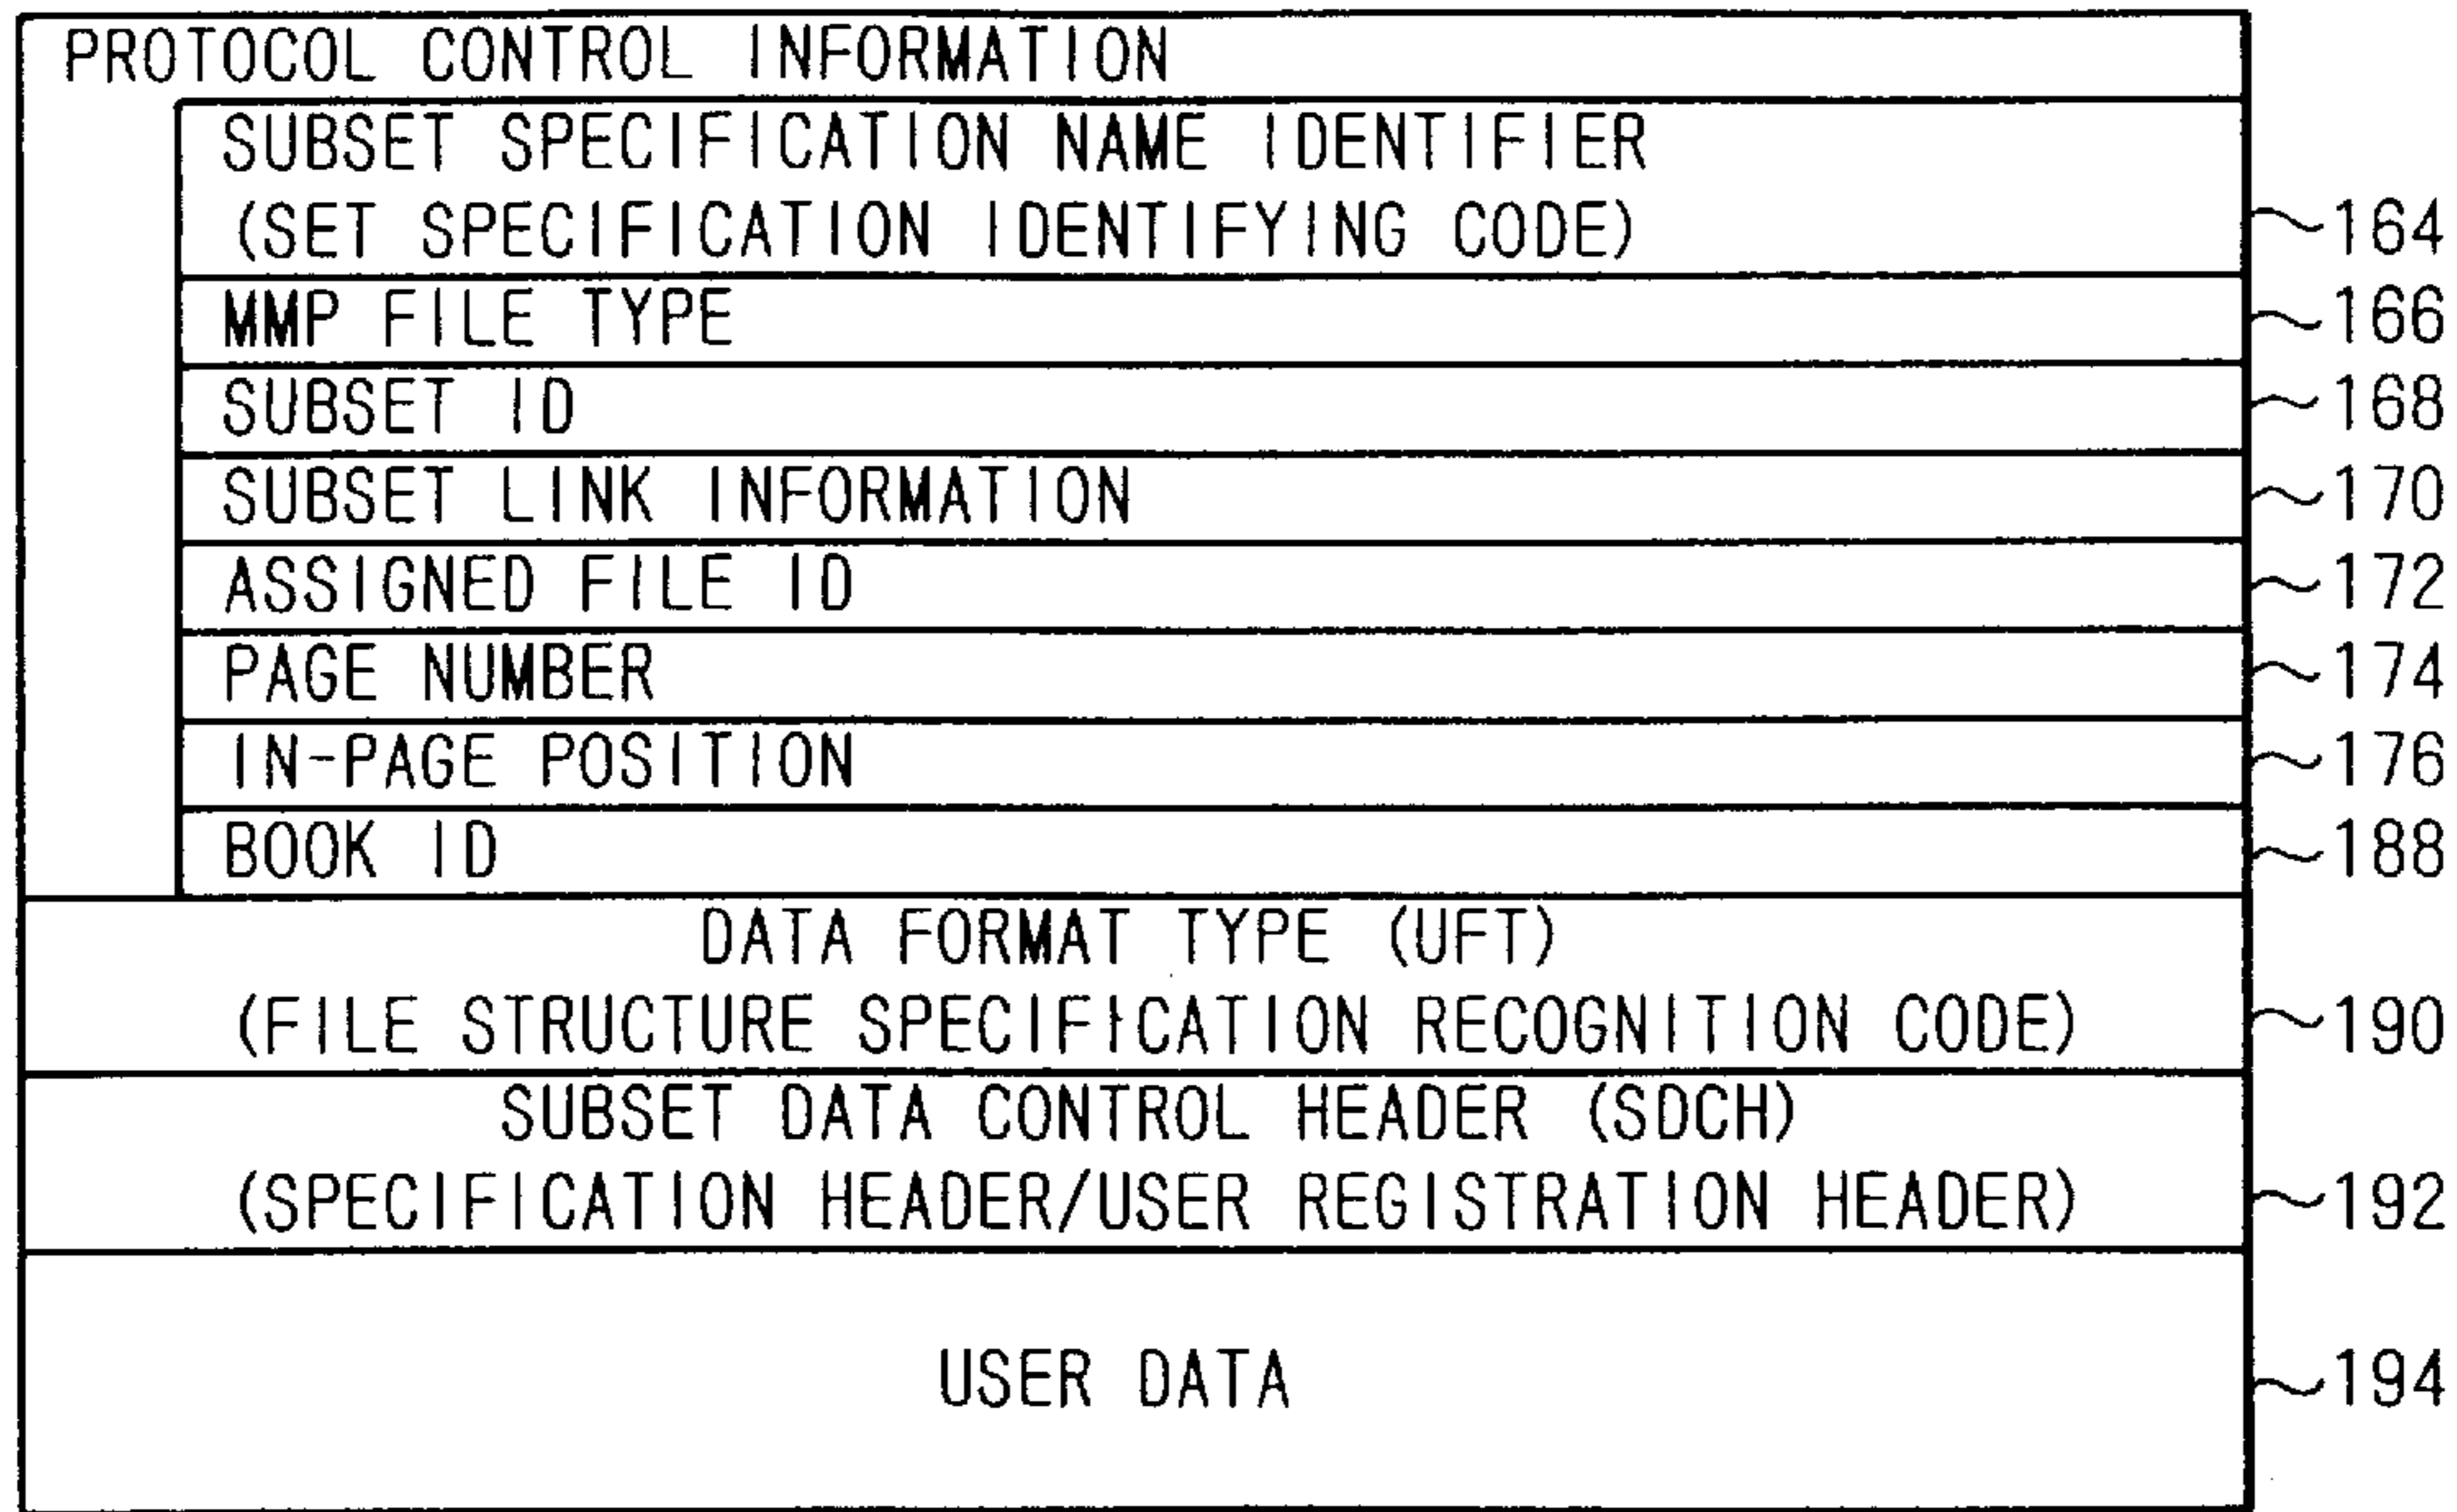 PROTOCOL CONTROL INFORMATION
SUBSET SPECIFICATION NAME IDENTIFIER
(SET SPECIFICATION IDENTIFYING CODE) 164
MMP FILE TYPE 166
SUBSET ID 168
SUBSET LINK INFORMATION 170
ASSIGNED FILE ID 172
PAGE NUMBER 174
IN-PAGE POSITION 176
BOOK ID 188
DATA FORMAT TYPE (UFT)
(FILE STRUCTURE SPECIFICATION RECOGNITION CODE) 190
SUBSET DATA CONTROL HEADER (SDCH)
(SPECIFICATION HEADER/USER REGISTRATION HEADER) 192
USER DATA 194